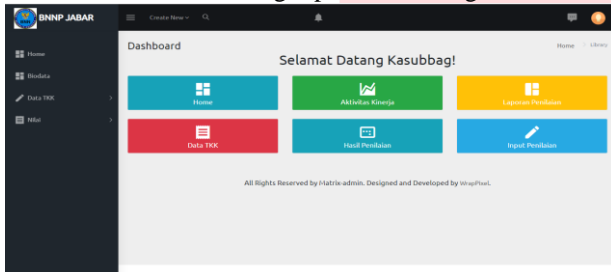 BNNP JABAR
Create New
Home
Biodata
Data TKK
Nilai
Dashboard
Home > Library
Selamat Datang Kasubbag!
Home
Aktivitas Kinerja
Laporan Penilaian
Data TKK
Hasil Penilaian
Input Penilaian
All Rights Reserved by Matrix-admin. Designed and Developed by WrapPixel.